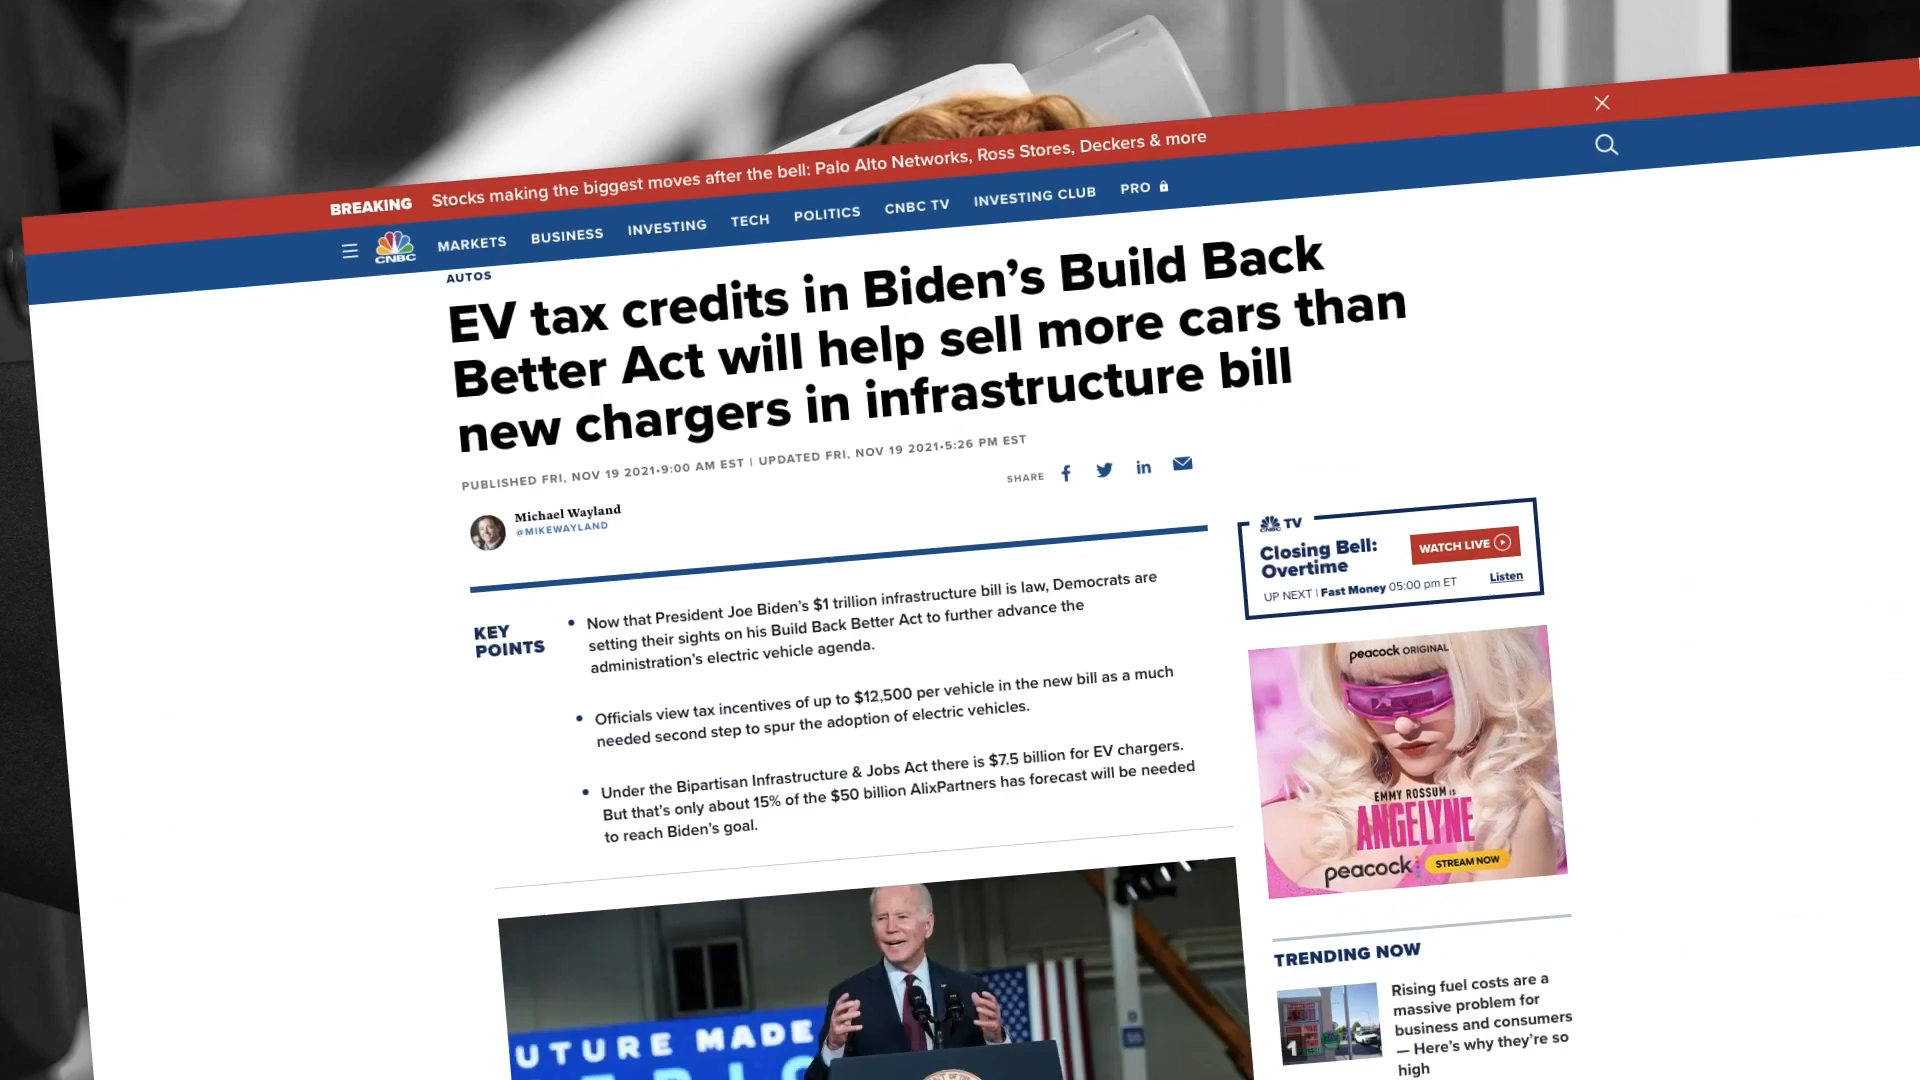 BREAKING Stocks making the biggest moves after the bell: Palo Alto Networks, Ross Stores, Deckers & more
CNBC MARKETS BUSINESS INVESTING TECH POLITICS CNBC TV INVESTING CLUB PRO
AUTOS
EV tax credits in Biden’s Build Back
Better Act will help sell more cars than
new chargers in infrastructure bill
PUBLISHED FRI, NOV 19 2021•9:00 AM EST | UPDATED FRI, NOV 19 2021•5:26 PM EST
Michael Wayland
@MIKEWAYLAND
SHARE
KEY
POINTS
• Now that President Joe Biden’s $1 trillion infrastructure bill is law, Democrats are
setting their sights on his Build Back Better Act to further advance the
administration’s electric vehicle agenda.
• Officials view tax incentives of up to $12,500 per vehicle in the new bill as a much
needed second step to spur the adoption of electric vehicles.
• Under the Bipartisan Infrastructure & Jobs Act there is $7.5 billion for EV chargers.
But that’s only about 15% of the $50 billion AlixPartners has forecast will be needed
to reach Biden’s goal.
UTURE MADE
CNBC TV
Closing Bell:
Overtime
WATCH LIVE
UP NEXT | Fast Money 05:00 pm ET
Listen
peacock ORIGINAL
EMMY ROSSUM IS
ANGELYNE
peacock
STREAM NOW
TRENDING NOW
1
Rising fuel costs are a
massive problem for
business and consumers
— Here’s why they’re so
high